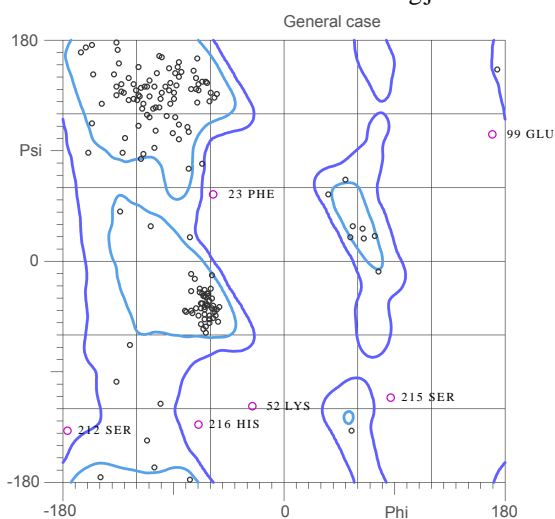 General case
180
Psi
99 GLU
23 PHE
0
52 LYS
215 SER
212 SER
216 HIS
-180
-180
0
Phi
180